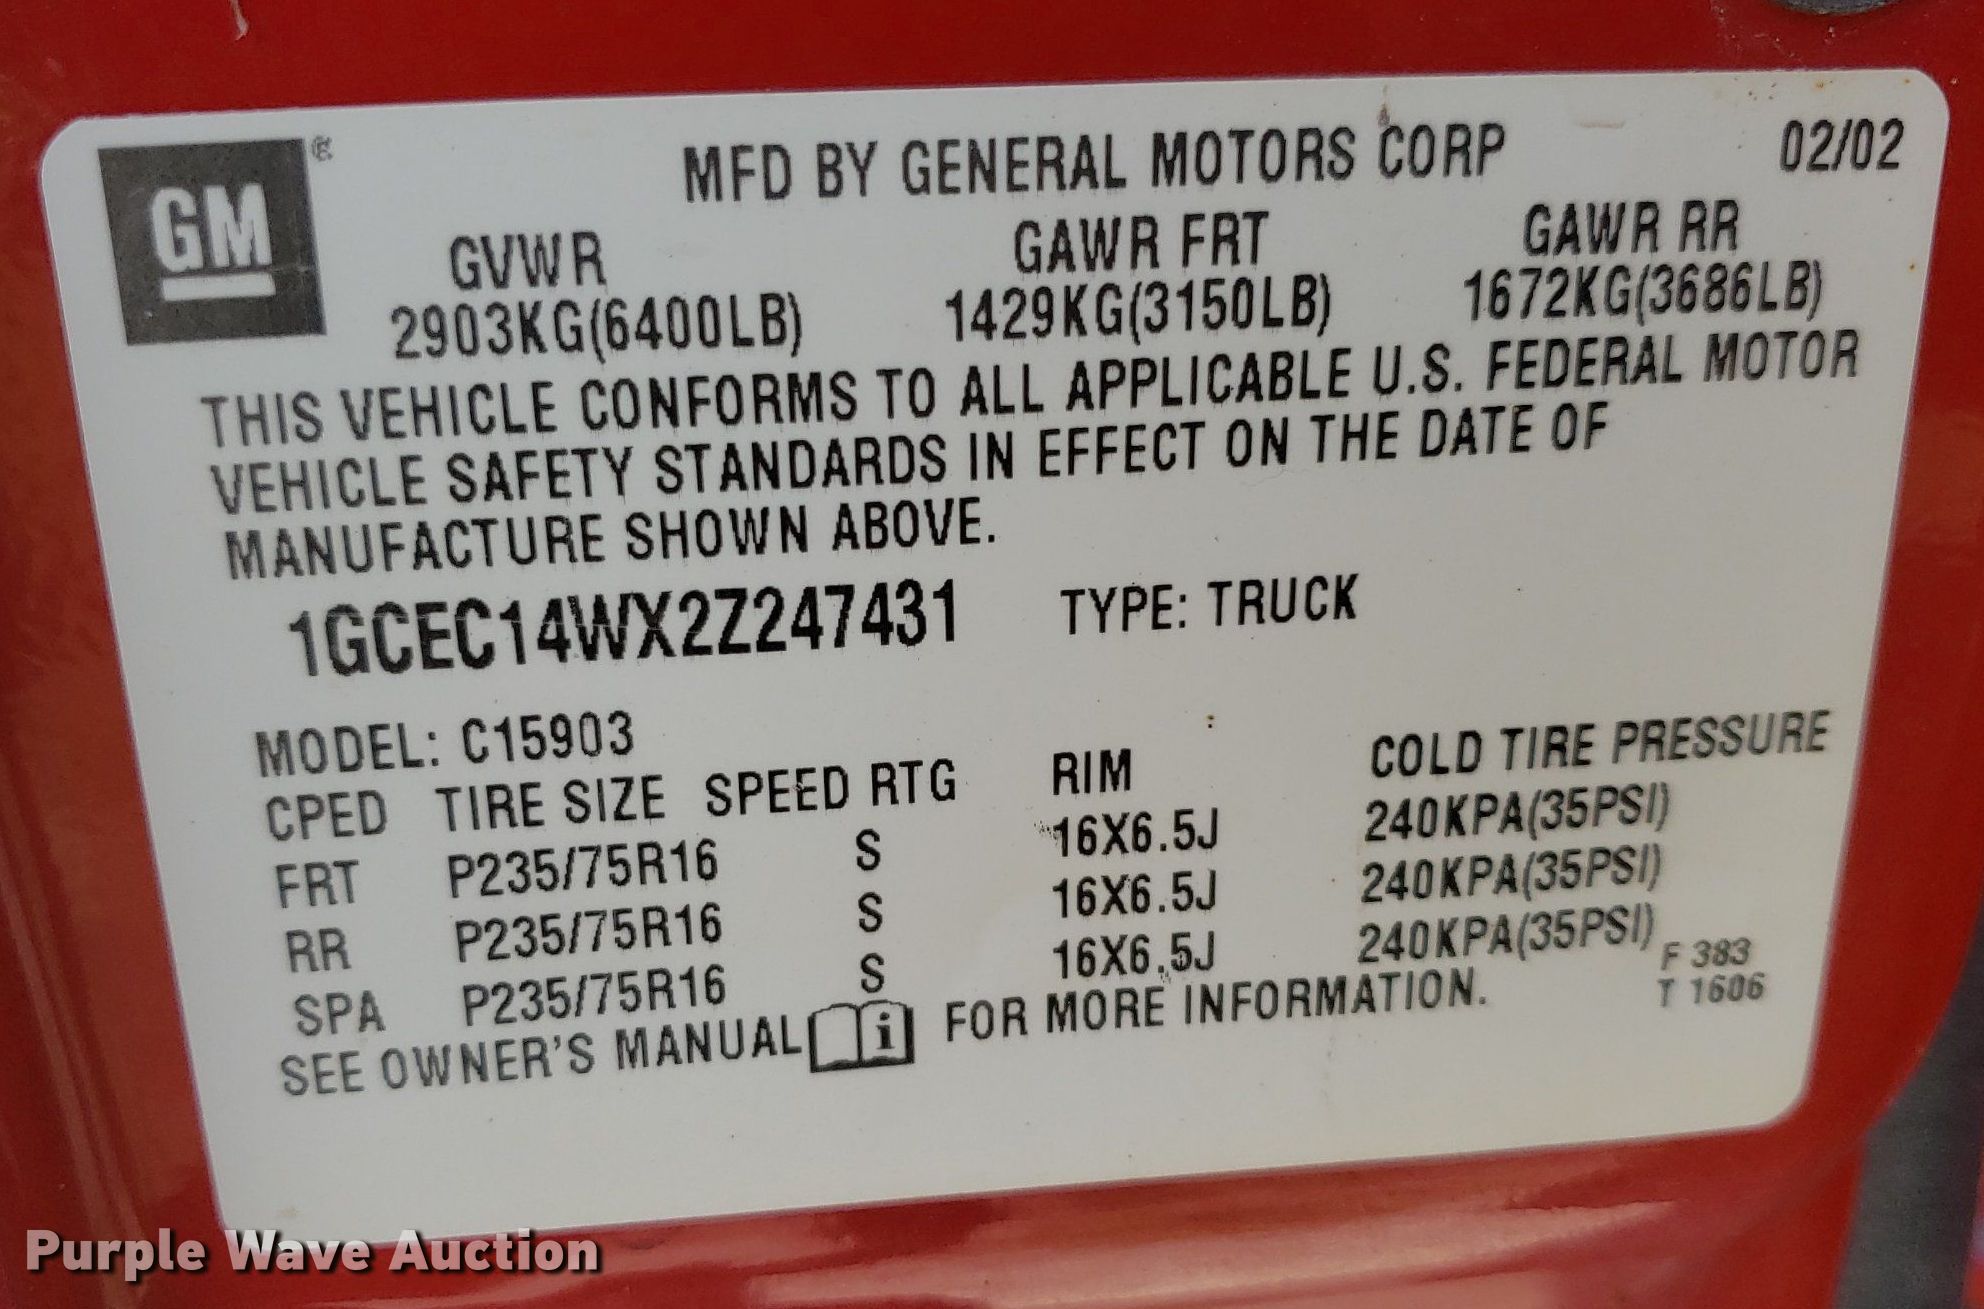 GM ® MFD BY GENERAL MOTORS CORP 02/02
GVWR GAWR FRT GAWR RR
2903KG(6400LB) 1429KG(3150LB) 1672KG(3686LB)
THIS VEHICLE CONFORMS TO ALL APPLICABLE U.S. FEDERAL MOTOR
VEHICLE SAFETY STANDARDS IN EFFECT ON THE DATE OF
MANUFACTURE SHOWN ABOVE.
1GCEC14WX2Z247431 TYPE: TRUCK
MODEL: C15903
CPED TIRE SIZE SPEED RTG RIM COLD TIRE PRESSURE
FRT P235/75R16 S 16X6.5J 240KPA(35PSI)
RR P235/75R16 S 16X6.5J 240KPA(35PSI)
SPA P235/75R16 S 16X6.5J 240KPA(35PSI)
F 383
T 1606
SEE OWNER'S MANUAL i FOR MORE INFORMATION.
Purple Wave Auction